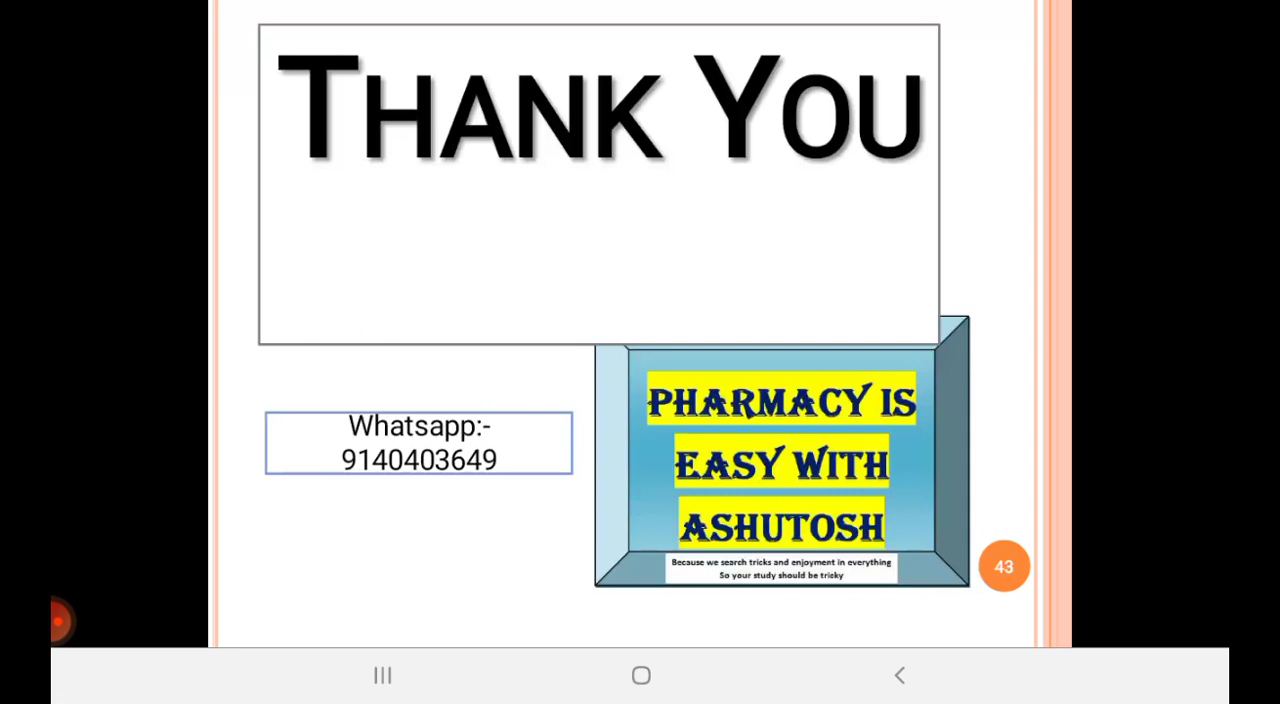 THANK YOU
Whatsapp:-
9140403649
PHARMACY IS
EASY WITH
ASHUTOSH
Because we search tricks and enjoyment in everything
So your study should be tricky
43